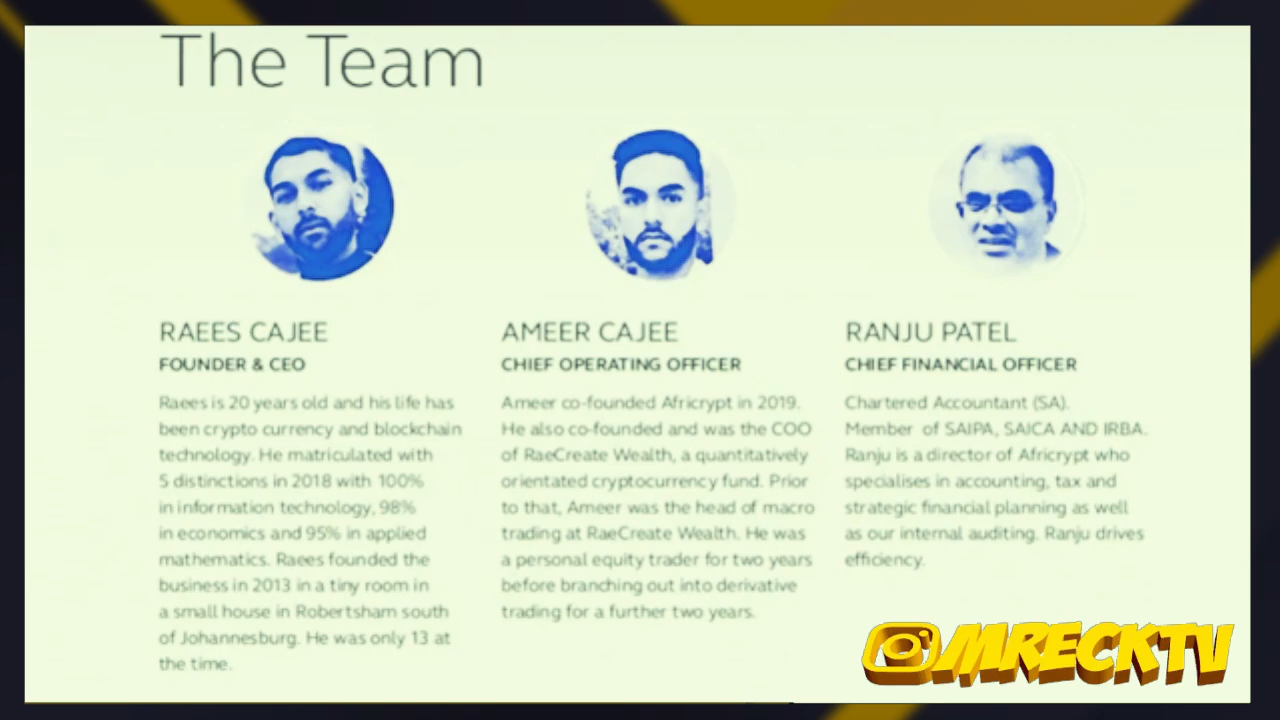 The Team
RAEES CAJEE
FOUNDER & CEO
Raees is 20 years old and his life has
been crypto currency and blockchain
technology. He matriculated with
5 distinctions in 2018 with 100%
in information technology, 98%
in economics and 95% in applied
mathematics. Raees founded the
business in 2013 in a tiny room in
a small house in Robertsham south
of Johannesburg. He was only 13 at
the time.
AMEER CAJEE
CHIEF OPERATING OFFICER
Ameer co-founded Africrypt in 2019.
He also co-founded and was the COO
of RaeCreate Wealth, a quantitatively
orientated cryptocurrency fund. Prior
to that, Ameer was the head of macro
trading at RaeCreate Wealth. He was
a personal equity trader for two years
before branching out into derivative
trading for a further two years.
RANJU PATEL
CHIEF FINANCIAL OFFICER
Chartered Accountant (SA).
Member of SAIPA, SAICA AND IRBA.
Ranju is a director of Africrypt who
specialises in accounting, tax and
strategic financial planning as well
as our internal auditing. Ranju drives
efficiency.
MRECKTV